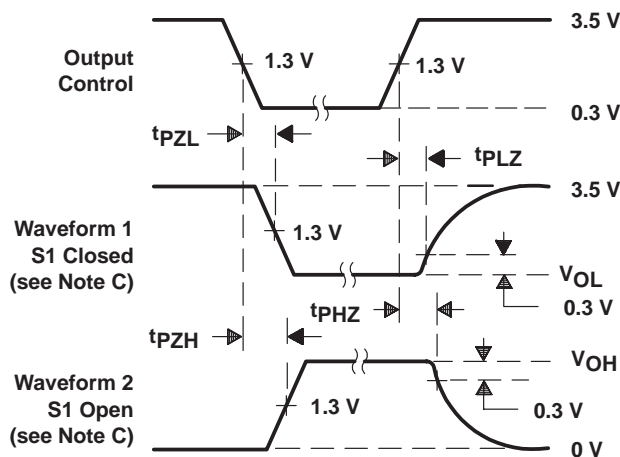 3.5 V
Output
Control
1.3 V
1.3 V
0.3 V
tPZL
tPLZ
3.5 V
Waveform 1
S1 Closed
(see Note C)
1.3 V
VOL
0.3 V
tPHZ
tPZH
VOH
Waveform 2
S1 Open
(see Note C)
1.3 V
0.3 V
0 V